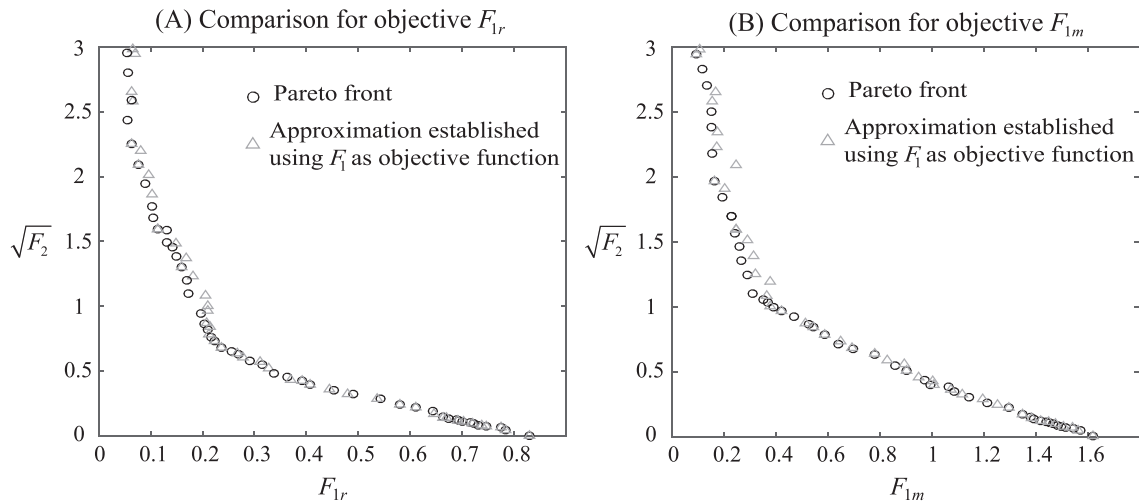 (A) Comparison for objective F1r
3
2.5
2
1.5
1
0.5
0
√F2
0.1 0.2 0.3 0.4 0.5 0.6 0.7 0.8
F1r
Pareto front
Approximation established
using F1 as objective function
(B) Comparison for objective F1m
3
2.5
2
1.5
1
0.5
0
√F2
0 0.2 0.4 0.6 0.8 1 1.2 1.4 1.6
F1m
Pareto front
Approximation established
using F1 as objective function